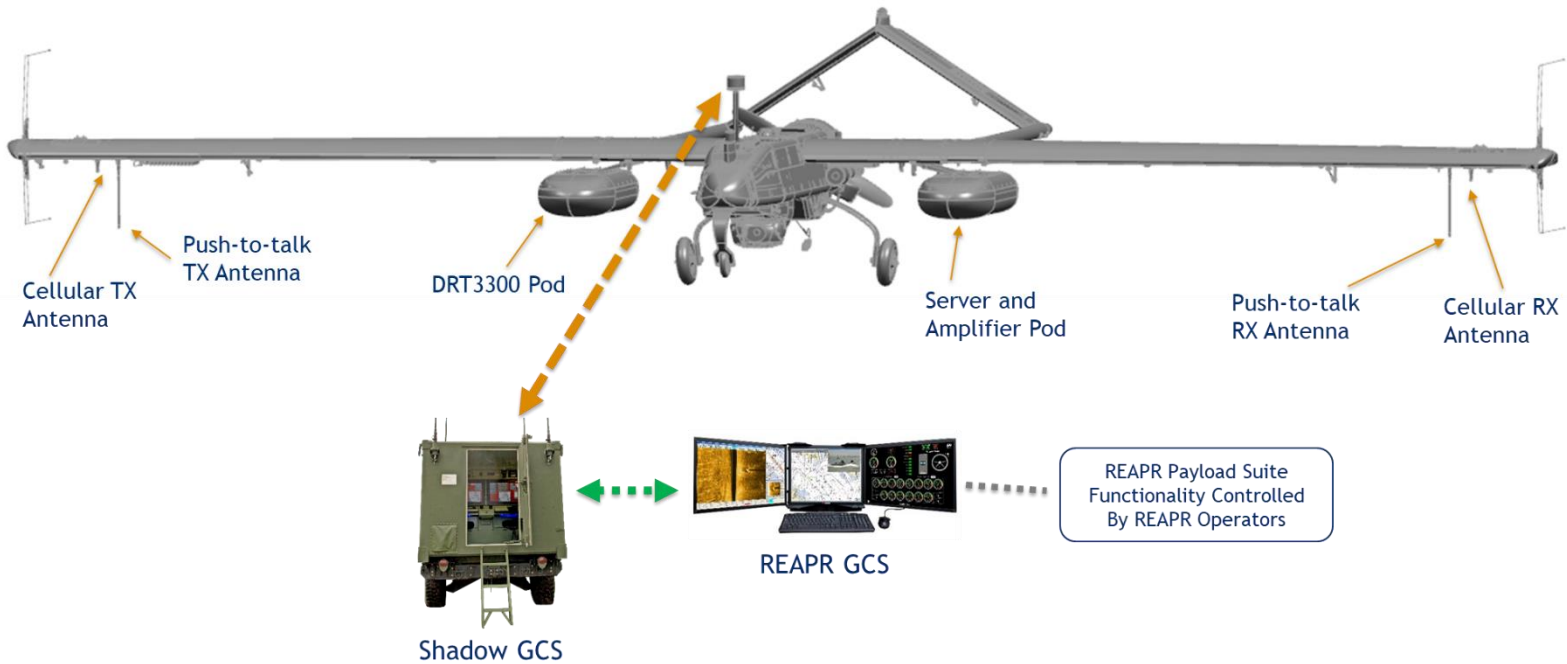 Cellular TX
Antenna
Push-to-talk
TX Antenna
DRT3300 Pod
Server and
Amplifier Pod
Push-to-talk
RX Antenna
Cellular RX
Antenna
REAPR Payload Suite
Functionality Controlled
By REAPR Operators
REAPR GCS
Shadow GCS